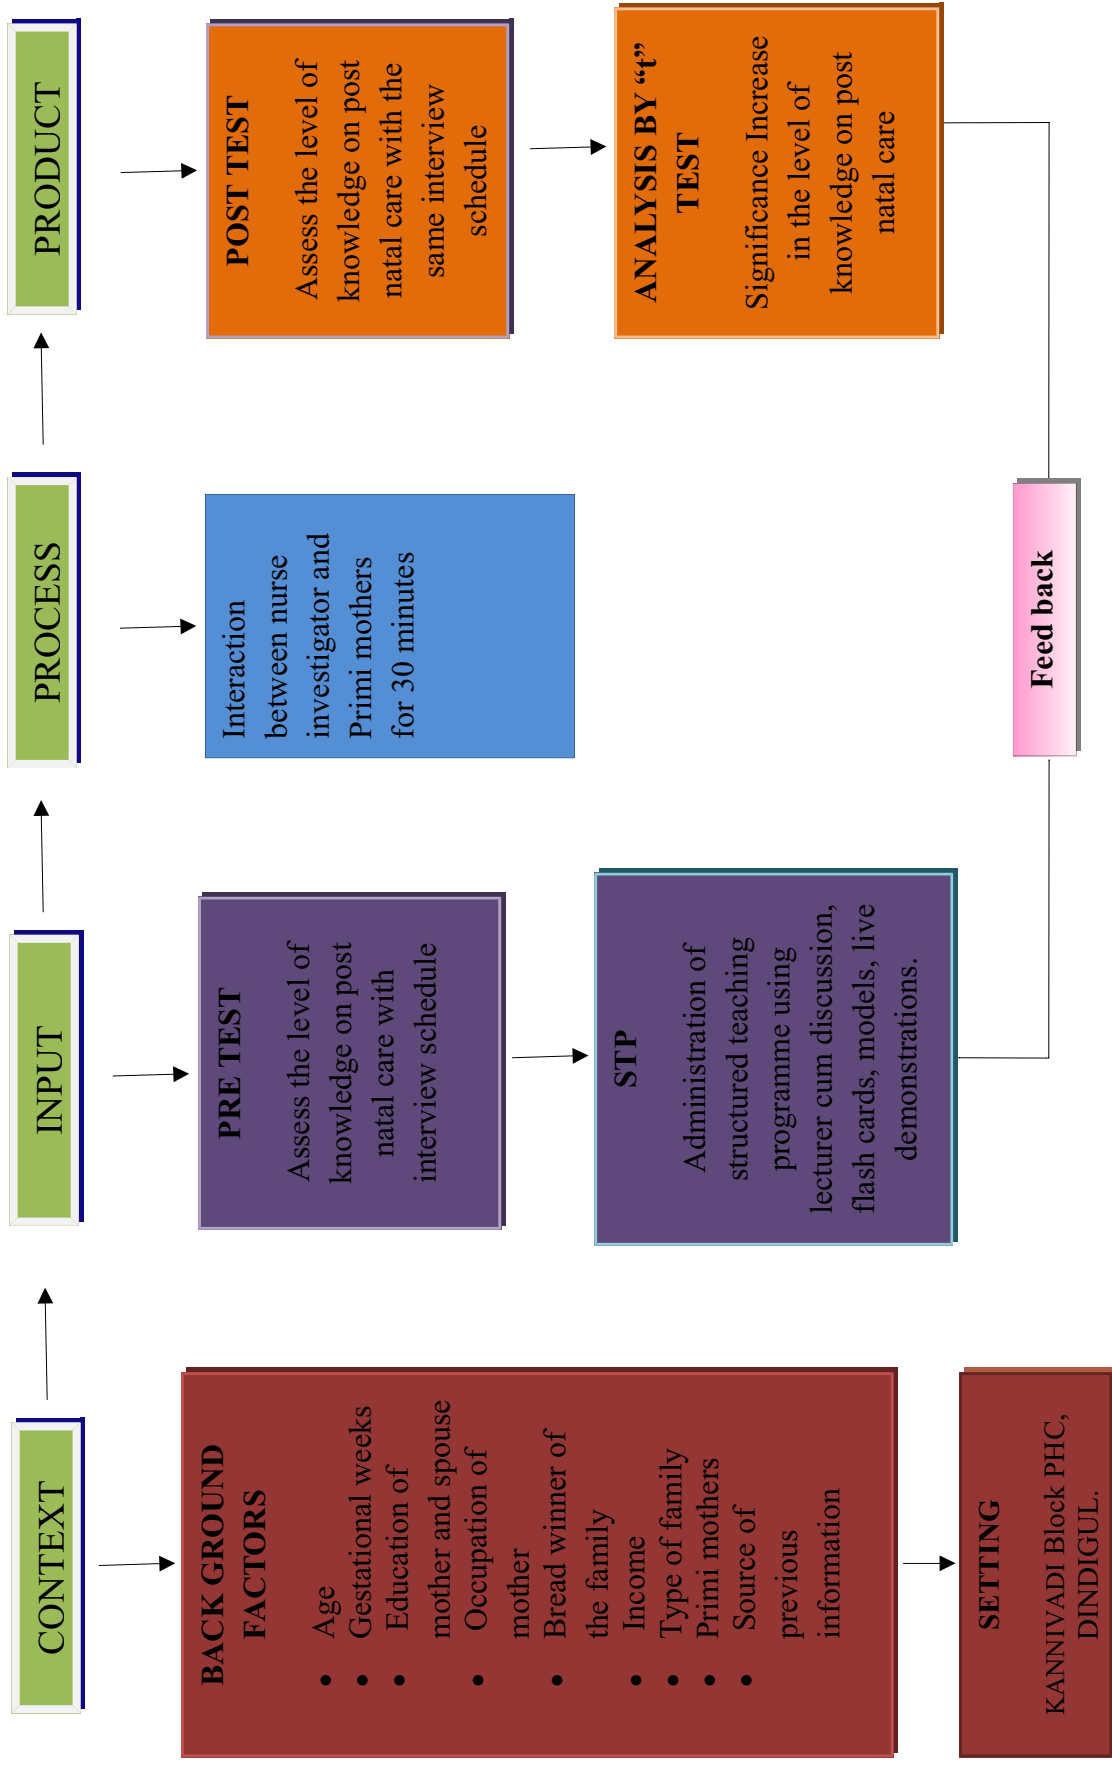 CONTEXT
INPUT
PROCESS
PRODUCT
BACK GROUND
FACTORS
• Age
• Gestational weeks
• Education of
mother and spouse
• Occupation of
mother
• Bread winner of
the family
• Income
• Type of family
• Primi mothers
• Source of
previous
information
SETTING
KANNIVADI Block PHC,
DINDIGUL.
PRE TEST
Assess the level of
knowledge on post
natal care with
interview schedule
STP
Administration of
structured teaching
programme using
lecturer cum discussion,
flash cards, models, live
demonstrations.
Interaction
between nurse
investigator and
Primi mothers
for 30 minutes
POST TEST
Assess the level of
knowledge on post
natal care with the
same interview
schedule
ANALYSIS BY “t”
TEST
Significance Increase
in the level of
knowledge on post
natal care
Feed back